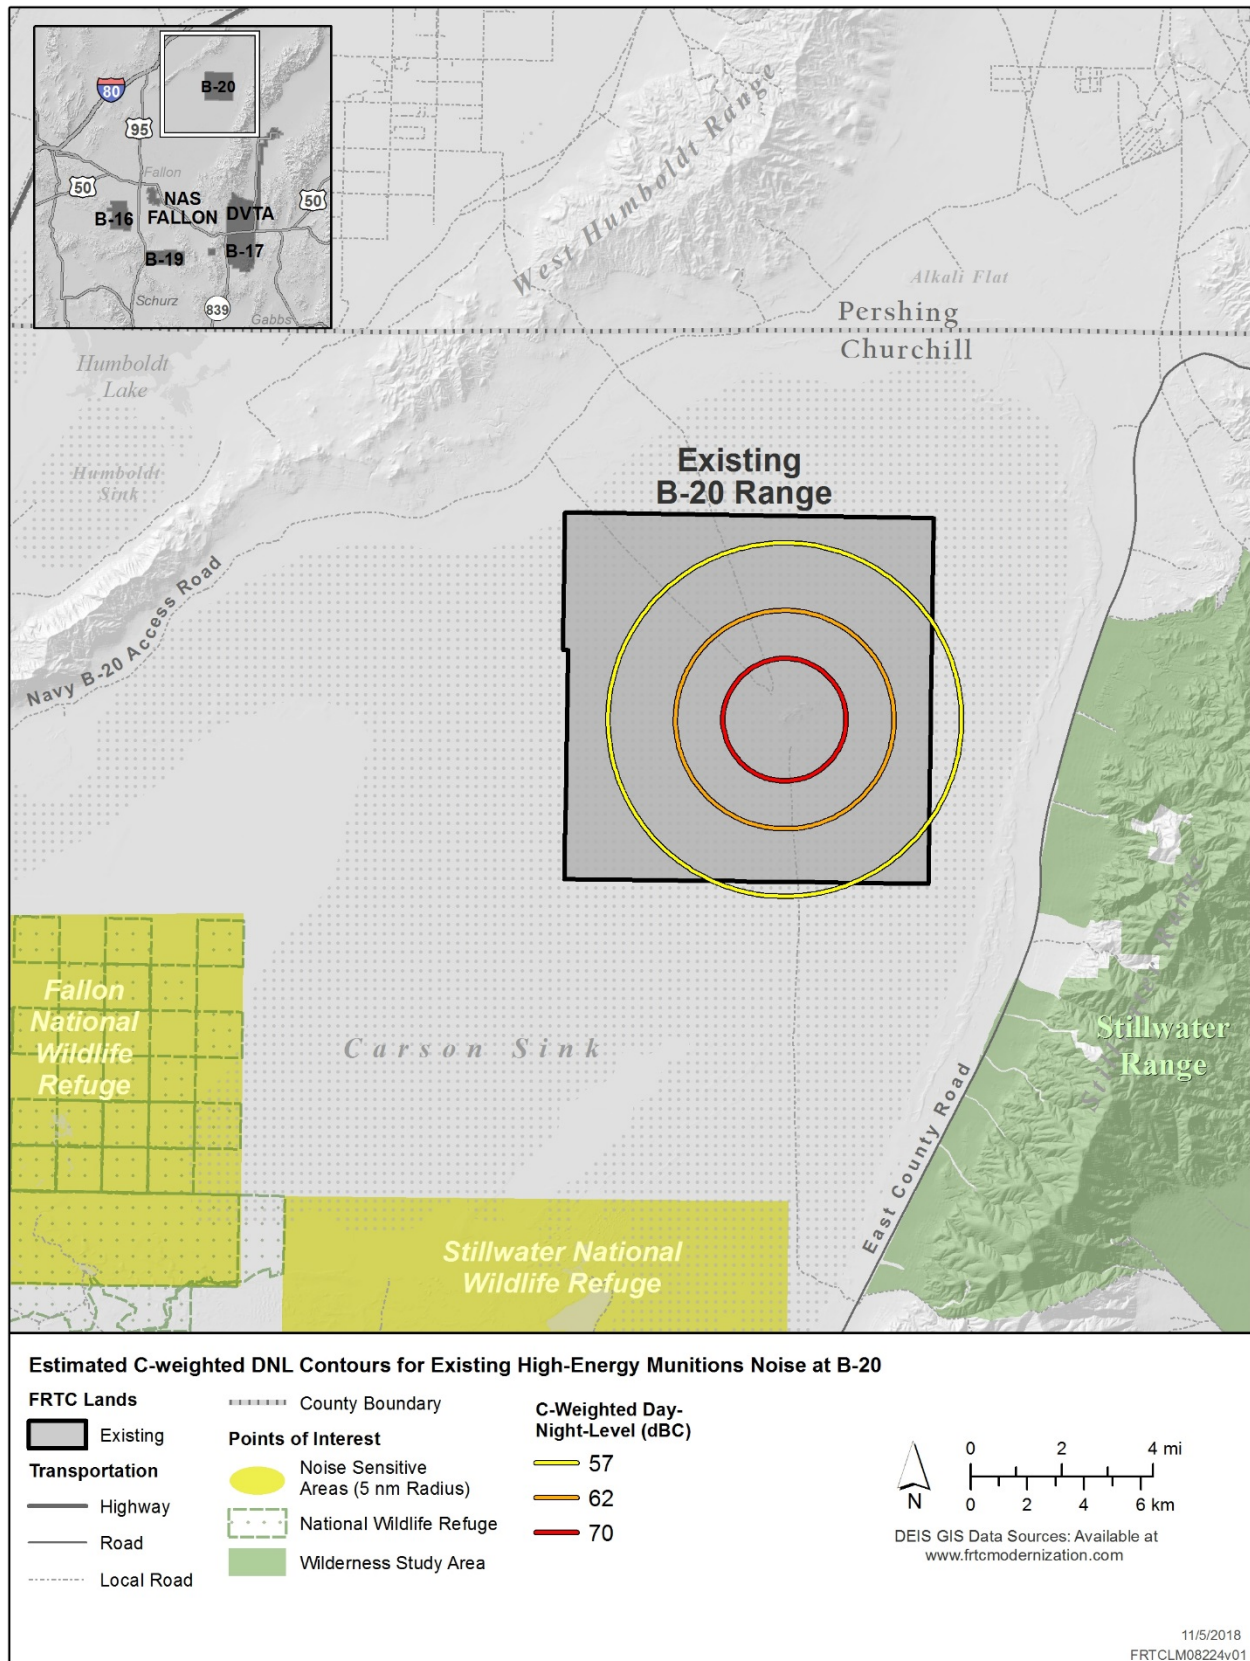 80
B-20
95
Fallon
50
NAS
FALLON
DVTA
50
B-16
B-19
B-17
Schurz
839
Gabbs
West Humboldt Range
Alkali Flat
Pershing
Churchill
Humboldt
Lake
Humboldt
Sink
Existing
B-20 Range
Navy B-20 Access Road
Fallon
National
Wildlife
Refuge
Carson Sink
Stillwater
Range
Range
East County Road
Stillwater National
Wildlife Refuge
Estimated C-weighted DNL Contours for Existing High-Energy Munitions Noise at B-20
FRTC Lands
Existing
Transportation
Highway
Road
Local Road
County Boundary
Points of Interest
Noise Sensitive
Areas (5 nm Radius)
National Wildlife Refuge
Wilderness Study Area
C-Weighted Day-
Night-Level (dBC)
57
62
70
N
0 2 4 mi
0 2 4 6 km
DEIS GIS Data Sources: Available at
www.frtcmodernization.com
11/5/2018
FRTCLM08224v01